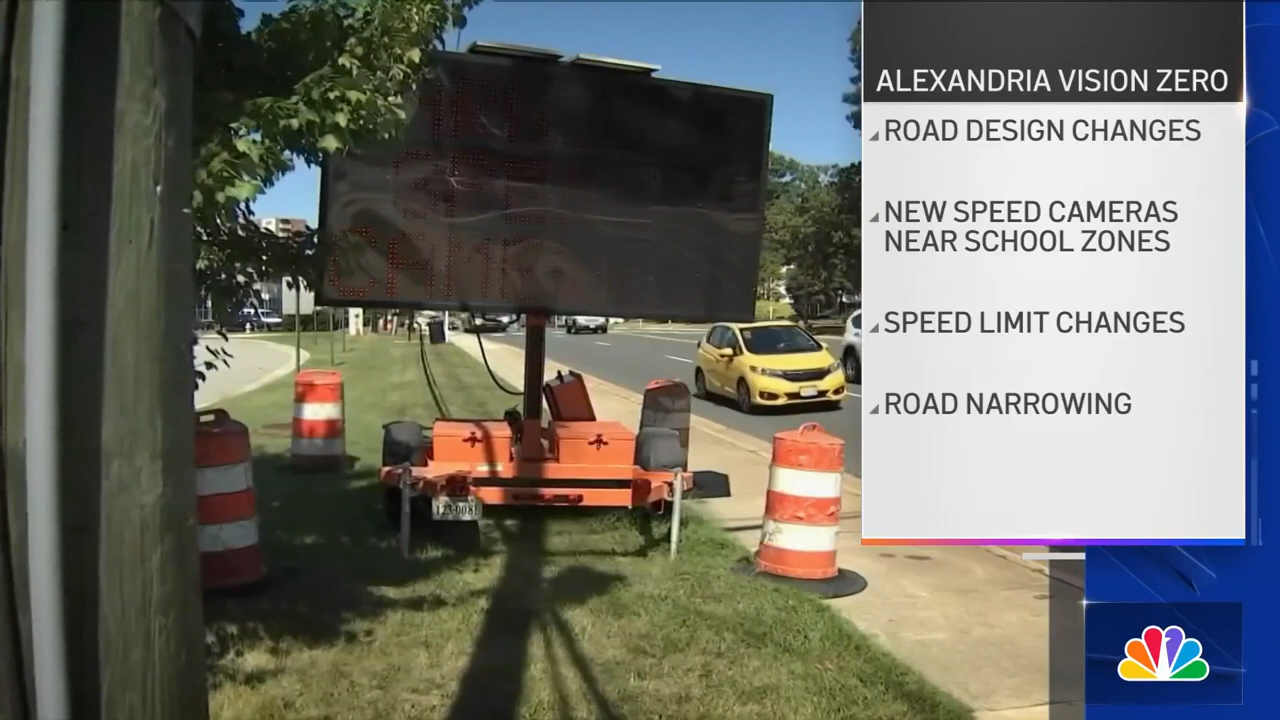 ALEXANDRIA VISION ZERO
ROAD DESIGN CHANGES
NEW SPEED CAMERAS
NEAR SCHOOL ZONES
SPEED LIMIT CHANGES
ROAD NARROWING